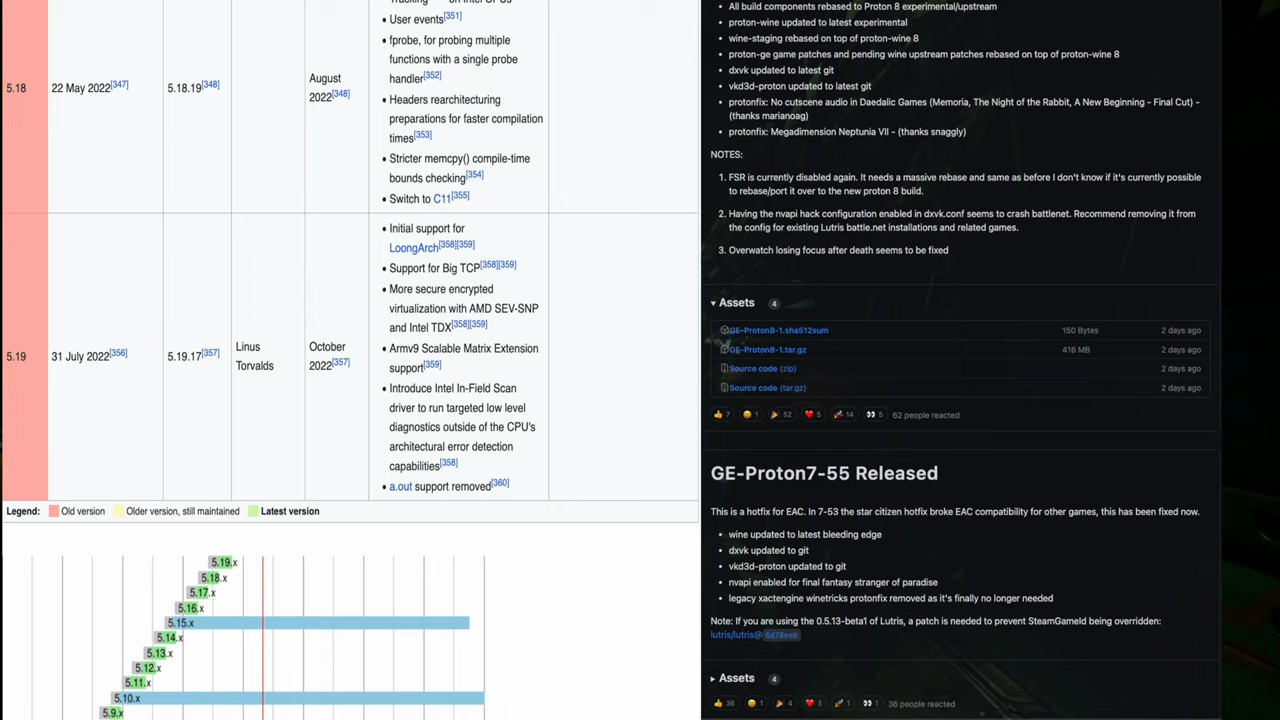 User events[351]
fprobe, for probing multiple
functions with a single probe
handler[352]
5.18
22 May 2022[347]
5.18.19[348]
August
2022[348]
Headers rearchitecturing
preparations for faster compilation
times[353]
Stricter memcpy() compile-time
bounds checking[354]
Switch to C11[355]
Initial support for
LoongArch[358][359]
Support for Big TCP[358][359]
More secure encrypted
virtualization with AMD SEV-SNP
and Intel TDX[358][359]
5.19
31 July 2022[356]
5.19.17[357]
Linus
Torvalds
October
2022[357]
Armv9 Scalable Matrix Extension
support[359]
Introduce Intel In-Field Scan
driver to run targeted low level
diagnostics outside of the CPU's
architectural error detection
capabilities[358]
a.out support removed[360]
Legend: Old version Older version, still maintained Latest version
5.19.x
5.18.x
5.17.x
5.16.x
5.15.x
5.14.x
5.13.x
5.12.x
5.11.x
5.10.x
5.9.x
All build components rebased to Proton 8 experimental/upstream
proton-wine updated to latest experimental
wine-staging rebased on top of proton-wine 8
proton-ge game patches and pending wine upstream patches rebased on top of proton-wine 8
dxvk updated to latest git
vkd3d-proton updated to latest git
protonfix: No cutscene audio in Daedalic Games (Memoria, The Night of the Rabbit, A New Beginning - Final Cut) -
(thanks marianoag)
protonfix: Megadimension Neptunia VII - (thanks snaggly)
NOTES:
1. FSR is currently disabled again. It needs a massive rebase and same as before I don't know if it's currently possible
to rebase/port it over to the new proton 8 build.
2. Having the nvapi hack configuration enabled in dxvk.conf seems to crash battlenet. Recommend removing it from
the config for existing Lutris battle.net installations and related games.
3. Overwatch losing focus after death seems to be fixed
Assets 4
GE-Proton8-1.sha512sum 150 Bytes 2 days ago
GE-Proton8-1.tar.gz 416 MB 2 days ago
Source code (zip) 2 days ago
Source code (tar.gz) 2 days ago
7 1 52 5 14 5 62 people reacted
GE-Proton7-55 Released
This is a hotfix for EAC. In 7-53 the star citizen hotfix broke EAC compatibility for other games, this has been fixed now.
wine updated to latest bleeding edge
dxvk updated to git
vkd3d-proton updated to git
nvapi enabled for final fantasy stranger of paradise
legacy xactengine winetricks protonfix removed as it's finally no longer needed
Note: If you are using the 0.5.13-beta1 of Lutris, a patch is needed to prevent SteamGameId being overridden:
lutris/lutris@6d78eeb
Assets 4
36 1 4 3 1 1 36 people reacted